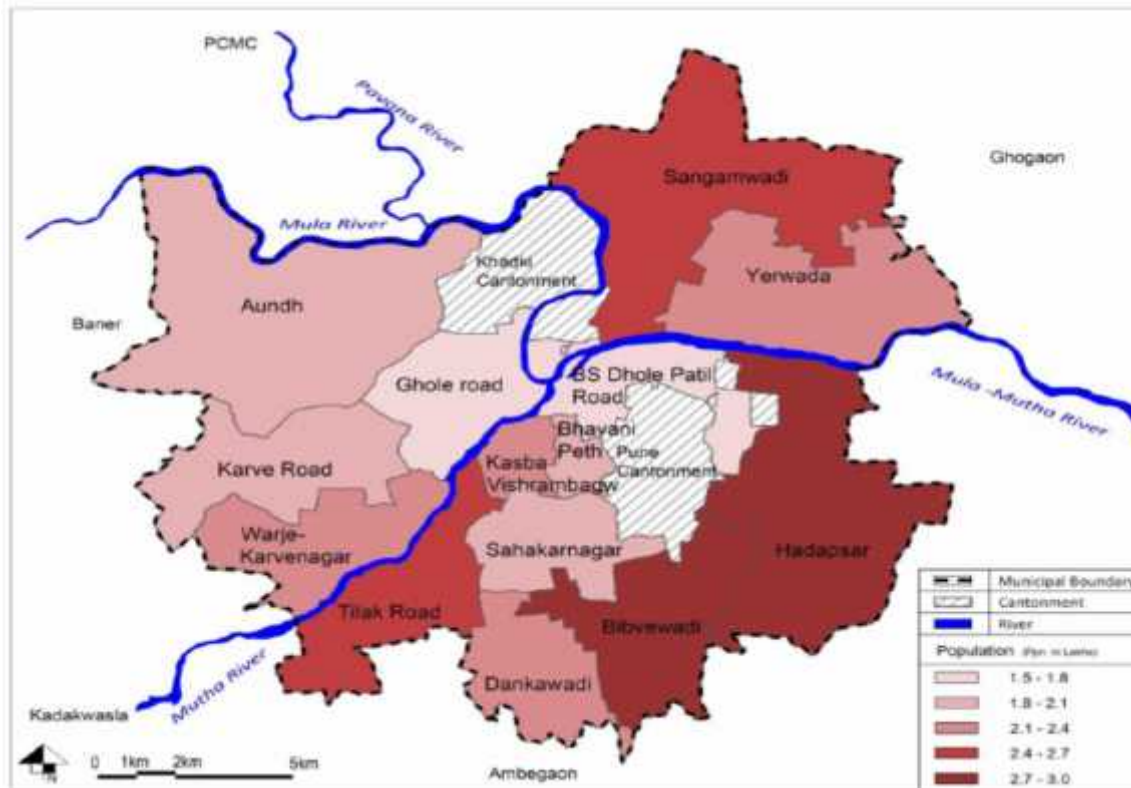 PCMC
Pavana River
Ghogaon
Sangamwadi
Mula River
Khadki
Cantonment
Yerwada
Aundh
Baner
Ghole road
BS Dhole Patil
Road
Mula -Mutha River
Bhavani
Peth
Pune
Cantonment
Karve Road
Kasba
Vishrambagw
Warje-
Karvenagar
Sahakarnagar
Hadapsar
Tilak Road
Bibvewadi
Dankawadi
Mutha River
Kadakwasla
Ambegaon
N
0 1km 2km 5km
Municipal Boundary
Cantonment
River
Population (Ppn. in Lakhs)
1.5 - 1.8
1.8 - 2.1
2.1 - 2.4
2.4 - 2.7
2.7 - 3.0